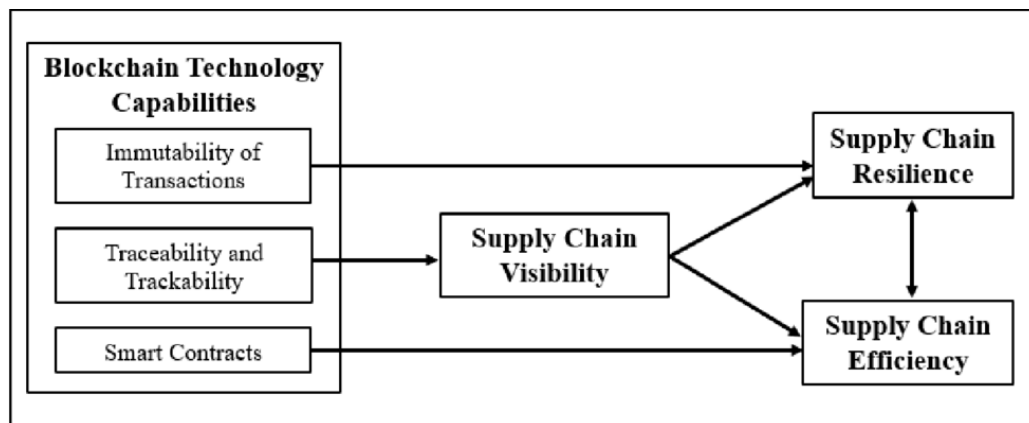 Blockchain Technology
Capabilities
Immutability of
Transactions
Traceability and
Trackability
Smart Contracts
Supply Chain
Visibility
Supply Chain
Resilience
Supply Chain
Efficiency